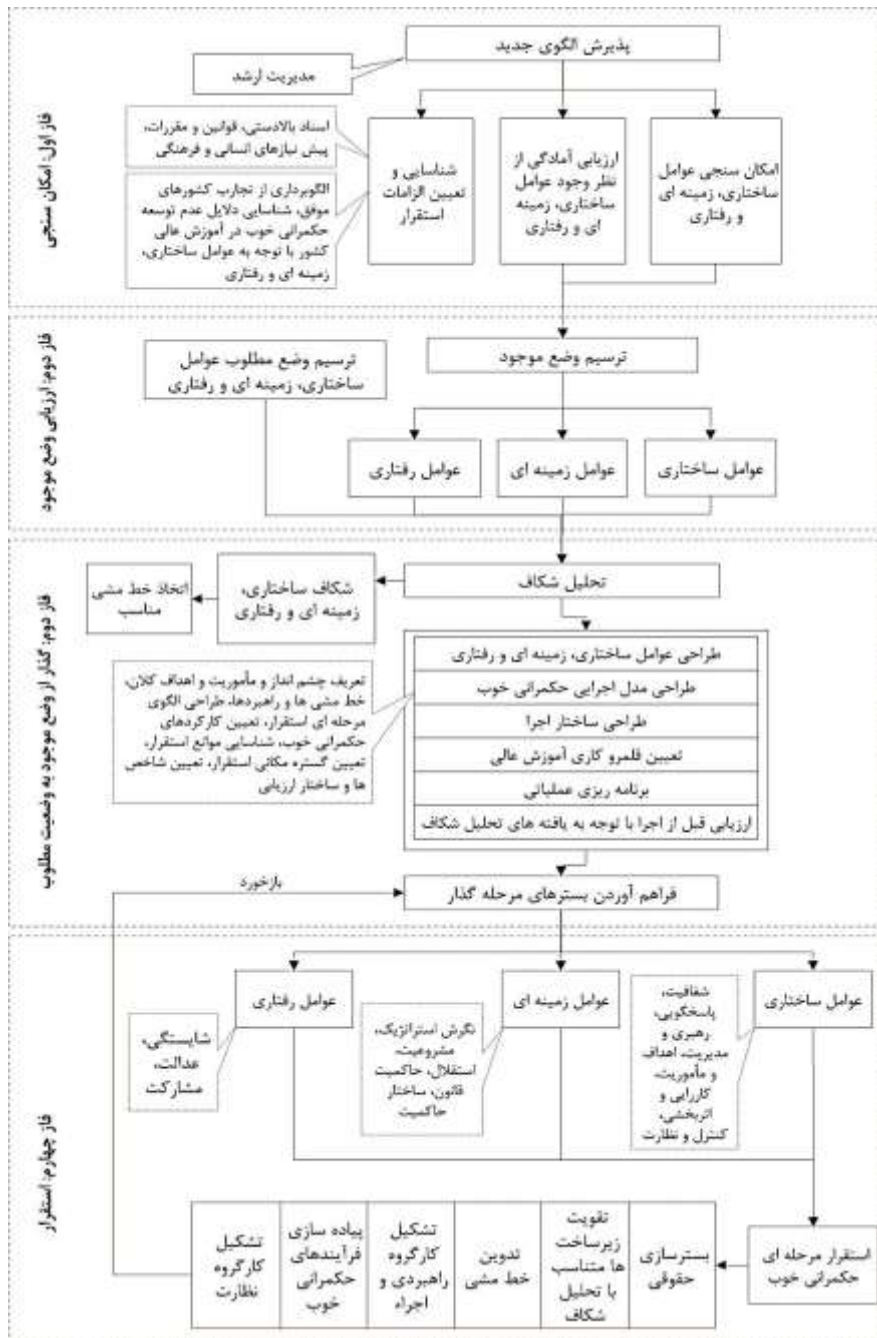 فاز اول: امکان سنجی
پذیرش الگوی جدید
مدیریت ارشد
امکان سنجی عوامل
ساختاری، زمینه ای
و رفتاری
ارزیابی آمادگی از
نظر وجود عوامل
ساختاری، زمینه
ای و رفتاری
شناسایی و
تعیین الزامات
استقرار
اسناد بالادستی، قوانین و مقررات،
پیش نیازهای انسانی و فرهنگی
الگوبرداری از تجارب کشورهای
موفق، شناسایی دلایل عدم توسعه
حکمرانی خوب در آموزش عالی
کشور با توجه به عوامل ساختاری،
زمینه ای و رفتاری
فاز دوم: ارزیابی وضع موجود
ترسیم وضع موجود
ترسیم وضع مطلوب عوامل
ساختاری، زمینه ای و رفتاری
عوامل ساختاری
عوامل زمینه ای
عوامل رفتاری
فاز دوم: گذار از وضع موجود به وضعیت مطلوب
تحلیل شکاف
شکاف ساختاری،
زمینه ای و رفتاری
اتخاذ خط مشی
مناسب
طراحی عوامل ساختاری، زمینه ای و رفتاری
طراحی مدل اجرایی حکمرانی خوب
طراحی ساختار اجرا
تعیین قلمرو کاری آموزش عالی
برنامه ریزی عملیاتی
ارزیابی قبل از اجرا با توجه به یافته های تحلیل شکاف
تعریف چشم انداز و مأموریت و اهداف کلان،
خط مشی ها و راهبردها، طراحی الگوی
مرحله ای استقرار، تعیین کارکردهای
حکمرانی خوب، شناسایی موانع استقرار،
تعیین گستره مکانی استقرار، تعیین شاخص
ها و ساختار ارزیابی
بازخورد
فراهم آوردن بسترهای مرحله گذار
فاز چهارم: استقرار
عوامل ساختاری
عوامل زمینه ای
عوامل رفتاری
شفافیت،
پاسخگویی،
رهبری و
مدیریت، اهداف
و مأموریت،
کارایی و
اثربخشی،
کنترل و نظارت
نگرش استراتژیک،
مشروعیت،
استقلال، حاکمیت
قانون، ساختار
حاکمیت
شایستگی،
عدالت،
مشارکت
استقرار مرحله ای
حکمرانی خوب
بسترسازی
حقوقی
تقویت
زیرساخت
ها متناسب
با تحلیل
شکاف
تدوین
خط مشی
تشکیل
کارگروه
راهبردی و
اجراء
پیاده سازی
فرآیندهای
حکمرانی
خوب
تشکیل
کارگروه
نظارت